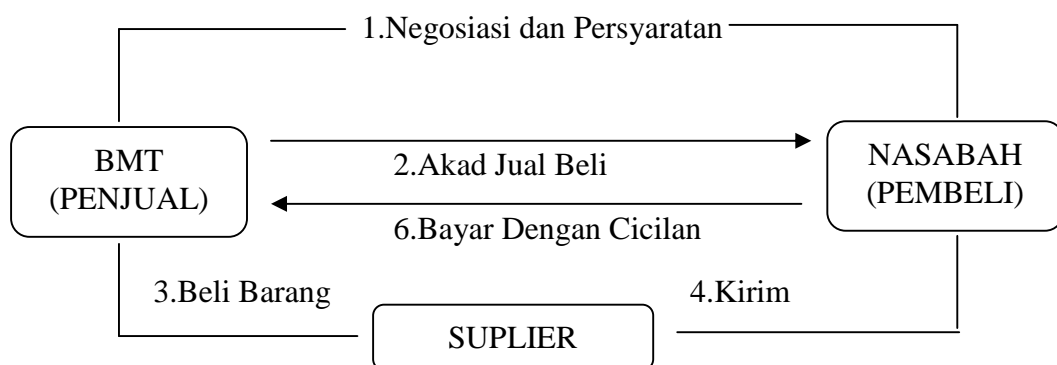 1.Negosiasi dan Persyaratan
BMT
(PENJUAL)
2.Akad Jual Beli
NASABAH
(PEMBELI)
6.Bayar Dengan Cicilan
3.Beli Barang
4.Kirim
SUPLIER